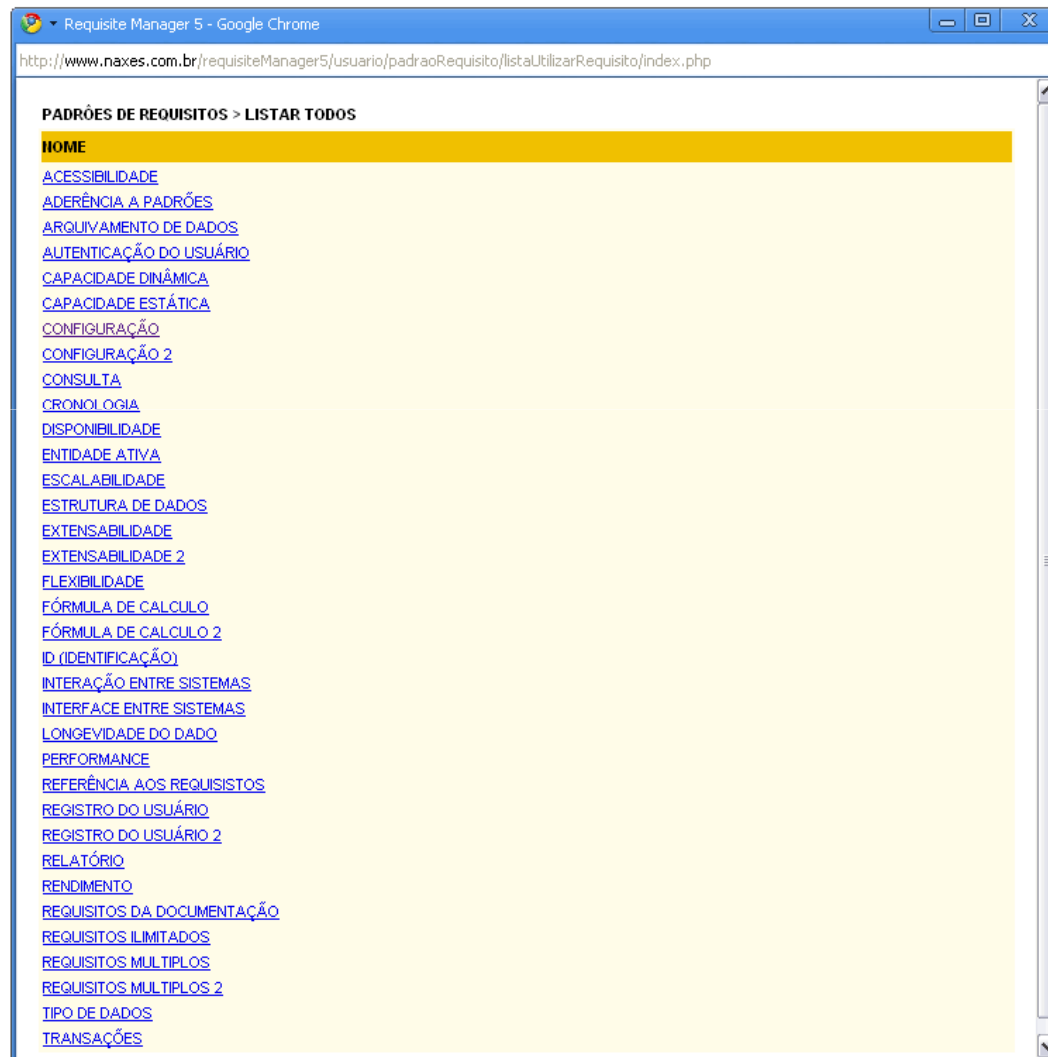 Requisite Manager 5 - Google Chrome
http://www.naxes.com.br/requisiteManager5/usuario/padraoRequisito/listaUtilizarRequisito/index.php
PADRÕES DE REQUISITOS > LISTAR TODOS
NOME
ACESSIBILIDADE
ADERÊNCIA A PADRÕES
ARQUIVAMENTO DE DADOS
AUTENTICAÇÃO DO USUÁRIO
CAPACIDADE DINÂMICA
CAPACIDADE ESTÁTICA
CONFIGURAÇÃO
CONFIGURAÇÃO 2
CONSULTA
CRONOLOGIA
DISPONIBILIDADE
ENTIDADE ATIVA
ESCALABILIDADE
ESTRUTURA DE DADOS
EXTENSABILIDADE
EXTENSABILIDADE 2
FLEXIBILIDADE
FÓRMULA DE CALCULO
FÓRMULA DE CALCULO 2
ID (IDENTIFICAÇÃO)
INTERAÇÃO ENTRE SISTEMAS
INTERFACE ENTRE SISTEMAS
LONGEVIDADE DO DADO
PERFORMANCE
REFERÊNCIA AOS REQUISISTOS
REGISTRO DO USUÁRIO
REGISTRO DO USUÁRIO 2
RELATÓRIO
RENDIMENTO
REQUISITOS DA DOCUMENTAÇÃO
REQUISITOS ILIMITADOS
REQUISITOS MULTIPLOS
REQUISITOS MULTIPLOS 2
TIPO DE DADOS
TRANSAÇÕES